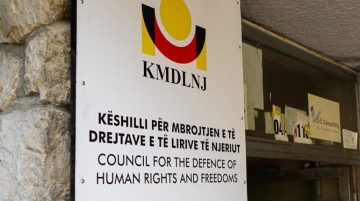 KMDLNJ
KËSHILLI PËR MBROJTJEN E TË
DREJTAVE E TË LIRIVE TË NJERIUT
COUNCIL FOR THE DEFENCE OF
HUMAN RIGHTS AND FREEDOMS